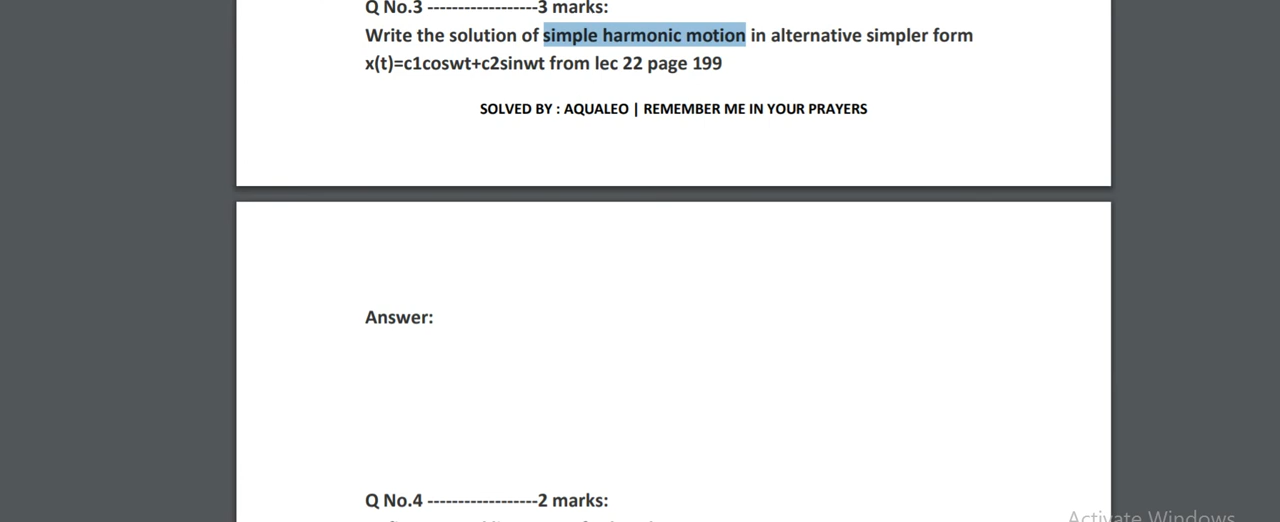 Q No.3 ------------------3 marks:
Write the solution of simple harmonic motion in alternative simpler form
x(t)=c1coswt+c2sinwt from lec 22 page 199
SOLVED BY : AQUALEO | REMEMBER ME IN YOUR PRAYERS
Answer:
Q No.4 ------------------2 marks:
Activate Windows